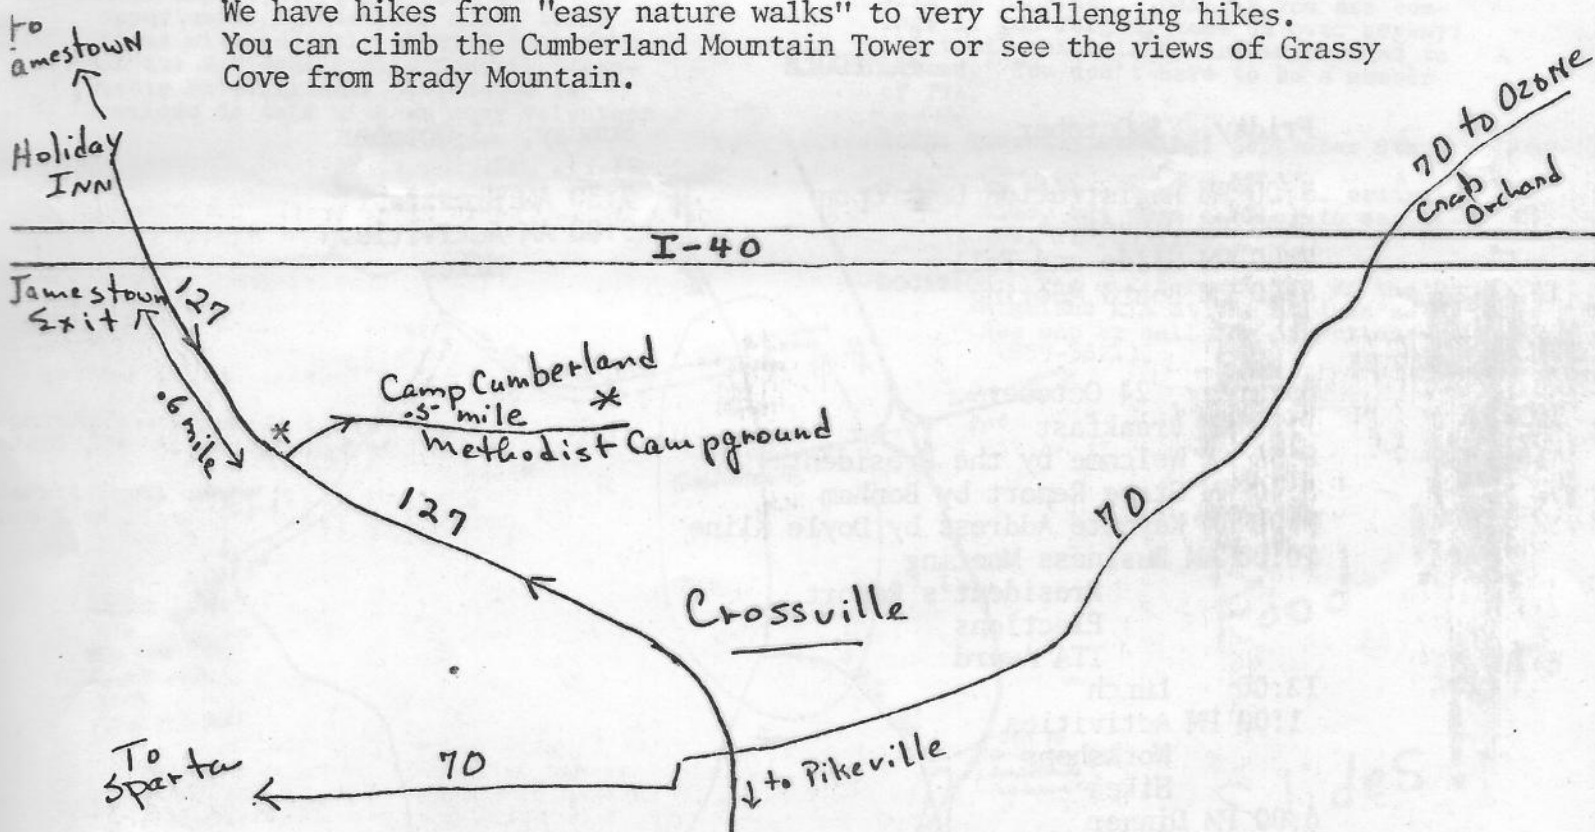 We have hikes from "easy nature walks" to very challenging hikes.
You can climb the Cumberland Mountain Tower or see the views of Grassy
Cove from Brady Mountain.
to
amestown
Holiday
INN
70 to Ozone
Crab
Orchard
I-40
Jamestown
Exit
127
.6 mile
*
Camp Cumberland
.5 mile *
Methodist Campground
127
70
Crossville
To
Sparta
70
to Pikeville